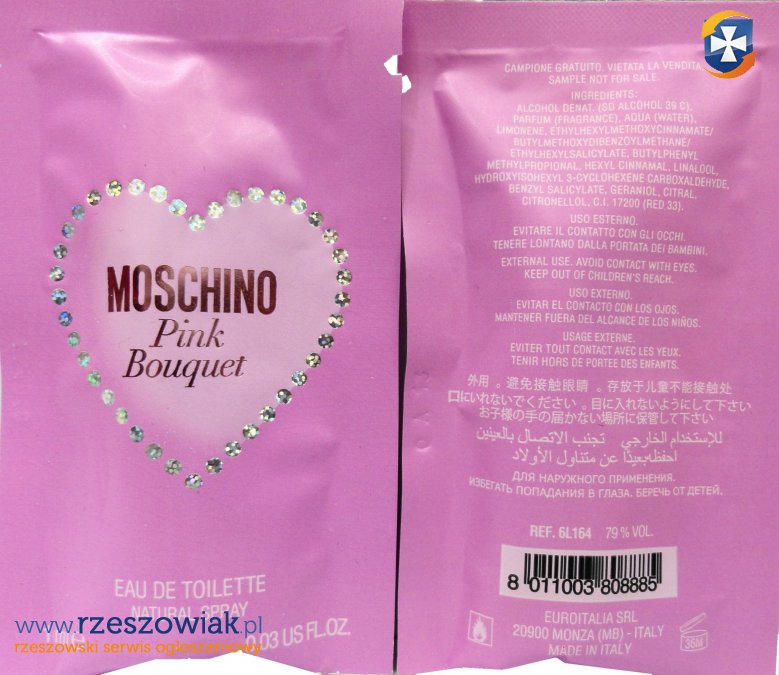 MOSCHINO
Pink
Bouquet
EAU DE TOILETTE
NATURAL SPRAY
0.03 US FL.OZ.
www.rzeszowiak.pl
rzeszowski serwis ogłoszeniowy
CAMPIONE GRATUITO. VIETATA LA VENDITA
SAMPLE NOT FOR SALE.
INGREDIENTS:
ALCOHOL DENAT. (SD ALCOHOL 39 C),
PARFUM (FRAGRANCE), AQUA (WATER),
LIMONENE, ETHYLHEXYLMETHOXYCINNAMATE/
BUTYLMETHOXYDIBENZOYLMETHANE/
ETHYLHEXYLSALICYLATE, BUTYLPHENYL
METHYLPROPIONAL, HEXYL CINNAMAL, LINALOOL,
HYDROXYISOHEXYL 3-CYCLOHEXENE CARBOXALDEHYDE,
BENZYL SALICYLATE, GERANIOL, CITRAL,
CITRONELLOL, C.I. 17200 (RED 33).
USO ESTERNO.
EVITARE IL CONTATTO CON GLI OCCHI.
TENERE LONTANO DALLA PORTATA DEI BAMBINI.
EXTERNAL USE. AVOID CONTACT WITH EYES.
KEEP OUT OF CHILDREN'S REACH.
USO EXTERNO.
EVITAR EL CONTACTO CON LOS OJOS.
MANTENER FUERA DEL ALCANCE DE LOS NIÑOS.
USAGE EXTERNE.
EVITER TOUT CONTACT AVEC LES YEUX.
TENIR HORS DE PORTEE DES ENFANTS.
外用 。避免接触眼睛 。存放于儿童不能接触处
口にいれないでください 。目に入れないようにして下さい
お子様の手の届かない場所に保管して下さい
للإستخدام الخارجي تجنب الاتصال بالعينين
احفظه بعيدًا عن متناول الأولاد
ДЛЯ НАРУЖНОГО ПРИМЕНЕНИЯ.
ИЗБЕГАТЬ ПОПАДАНИЯ В ГЛАЗА. БЕРЕЧЬ ОТ ДЕТЕЙ.
REF. 6L164 79% VOL.
8 011003 808885
EUROITALIA SRL
20900 MONZA (MB) - ITALY
MADE IN ITALY
36M